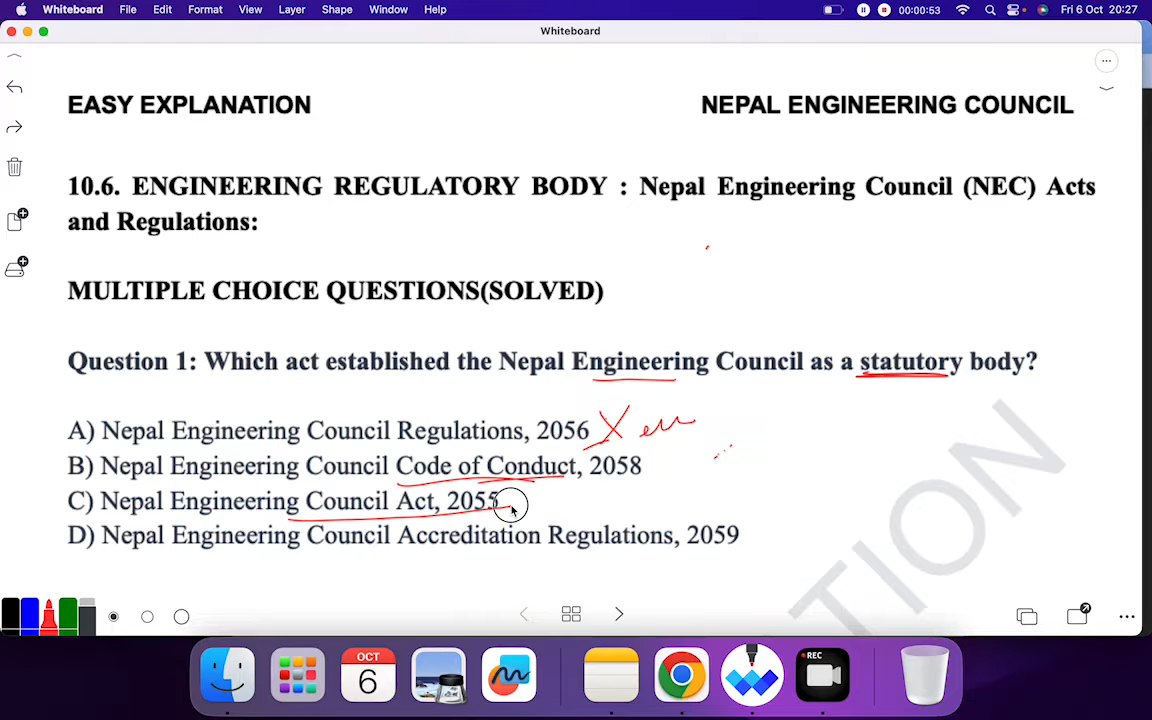 Whiteboard File Edit Format View Layer Shape Window Help 00:00:53 Fri 6 Oct 20:27
Whiteboard
EASY EXPLANATION NEPAL ENGINEERING COUNCIL
10.6. ENGINEERING REGULATORY BODY : Nepal Engineering Council (NEC) Acts
and Regulations:
MULTIPLE CHOICE QUESTIONS(SOLVED)
Question 1: Which act established the Nepal Engineering Council as a statutory body?
A) Nepal Engineering Council Regulations, 2056
B) Nepal Engineering Council Code of Conduct, 2058
C) Nepal Engineering Council Act, 2055
D) Nepal Engineering Council Accreditation Regulations, 2059
TION
OCT
6
REC